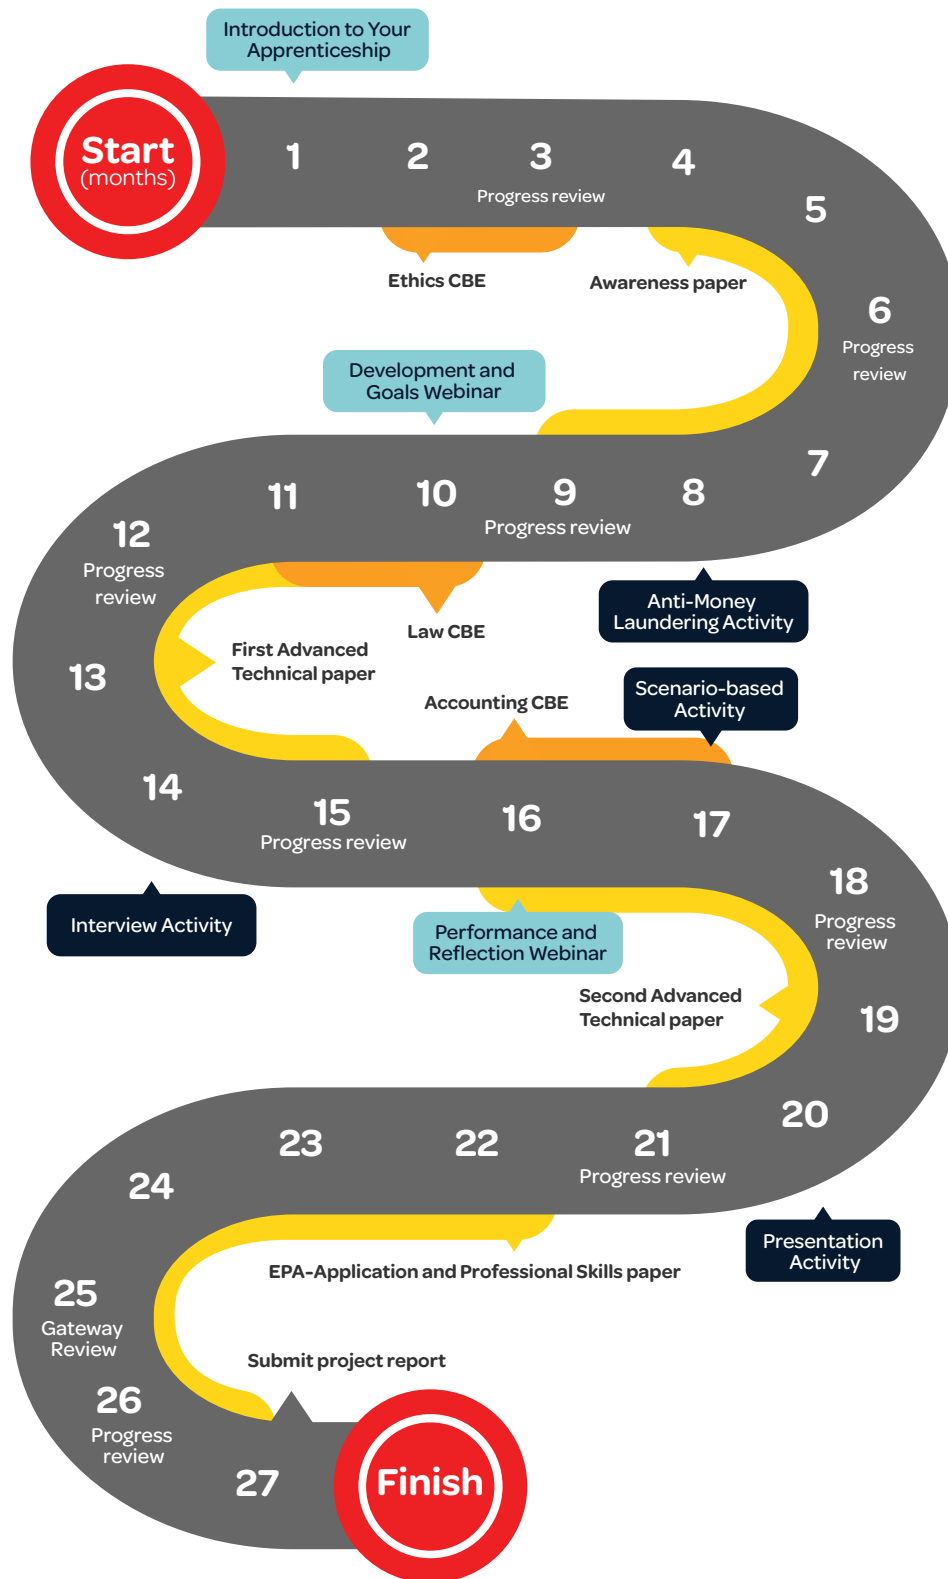 Introduction to Your
Apprenticeship
Start
(months)
1
2
3
Progress review
4
5
Ethics CBE
Awareness paper
6
Progress
review
Development and
Goals Webinar
7
8
9
Progress review
10
11
12
Progress
review
Anti-Money
Laundering Activity
Law CBE
First Advanced
Technical paper
13
Accounting CBE
Scenario-based
Activity
14
15
Progress review
16
17
18
Progress
review
Interview Activity
Performance and
Reflection Webinar
Second Advanced
Technical paper
19
20
21
Progress review
22
23
24
Presentation
Activity
EPA-Application and Professional Skills paper
25
Gateway
Review
Submit project report
26
Progress
review
27
Finish